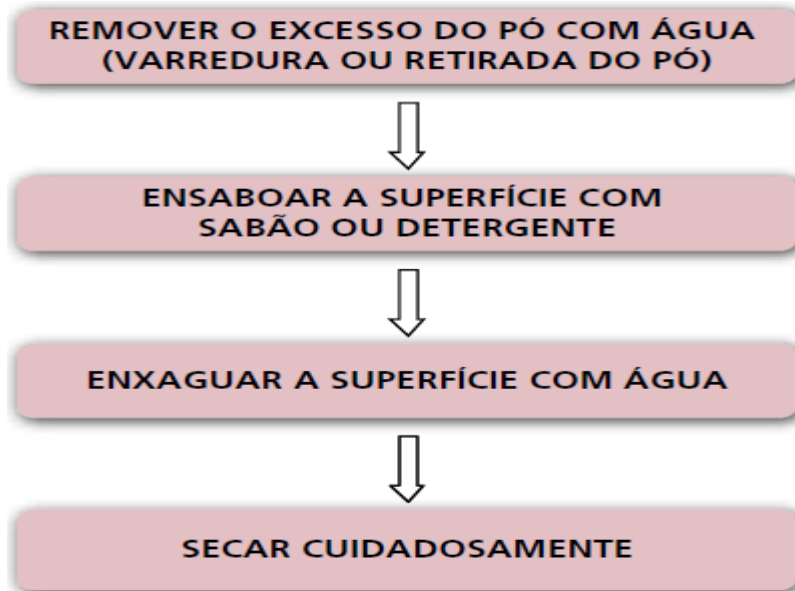 REMOVER O EXCESSO DO PÓ COM ÁGUA
(VARREDURA OU RETIRADA DO PÓ)
ENSABOAR A SUPERFÍCIE COM
SABÃO OU DETERGENTE
ENXAGUAR A SUPERFÍCIE COM ÁGUA
SECAR CUIDADOSAMENTE